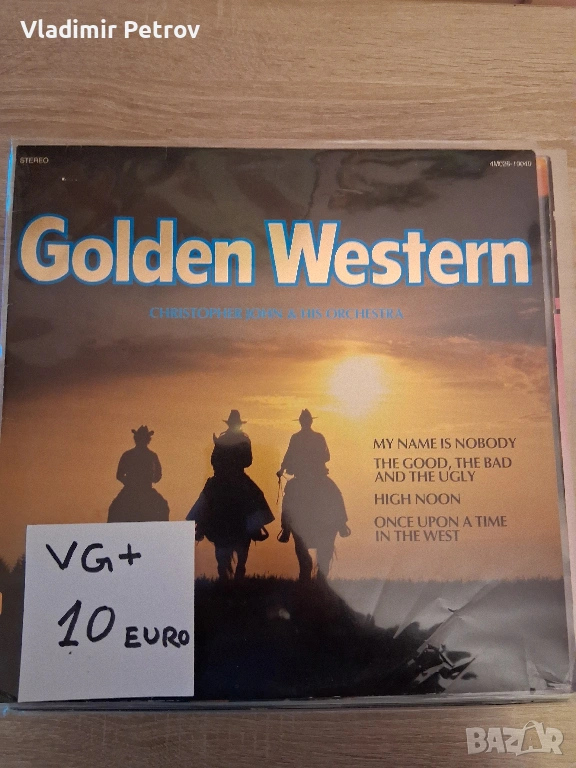 Vladimir Petrov
STEREO
Golden Western
CHRISTOPHER JOHN & HIS ORCHESTRA
MY NAME IS NOBODY
THE GOOD, THE BAD
AND THE UGLY
HIGH NOON
ONCE UPON A TIME
IN THE WEST
VG+
10 EURO
BAZAR